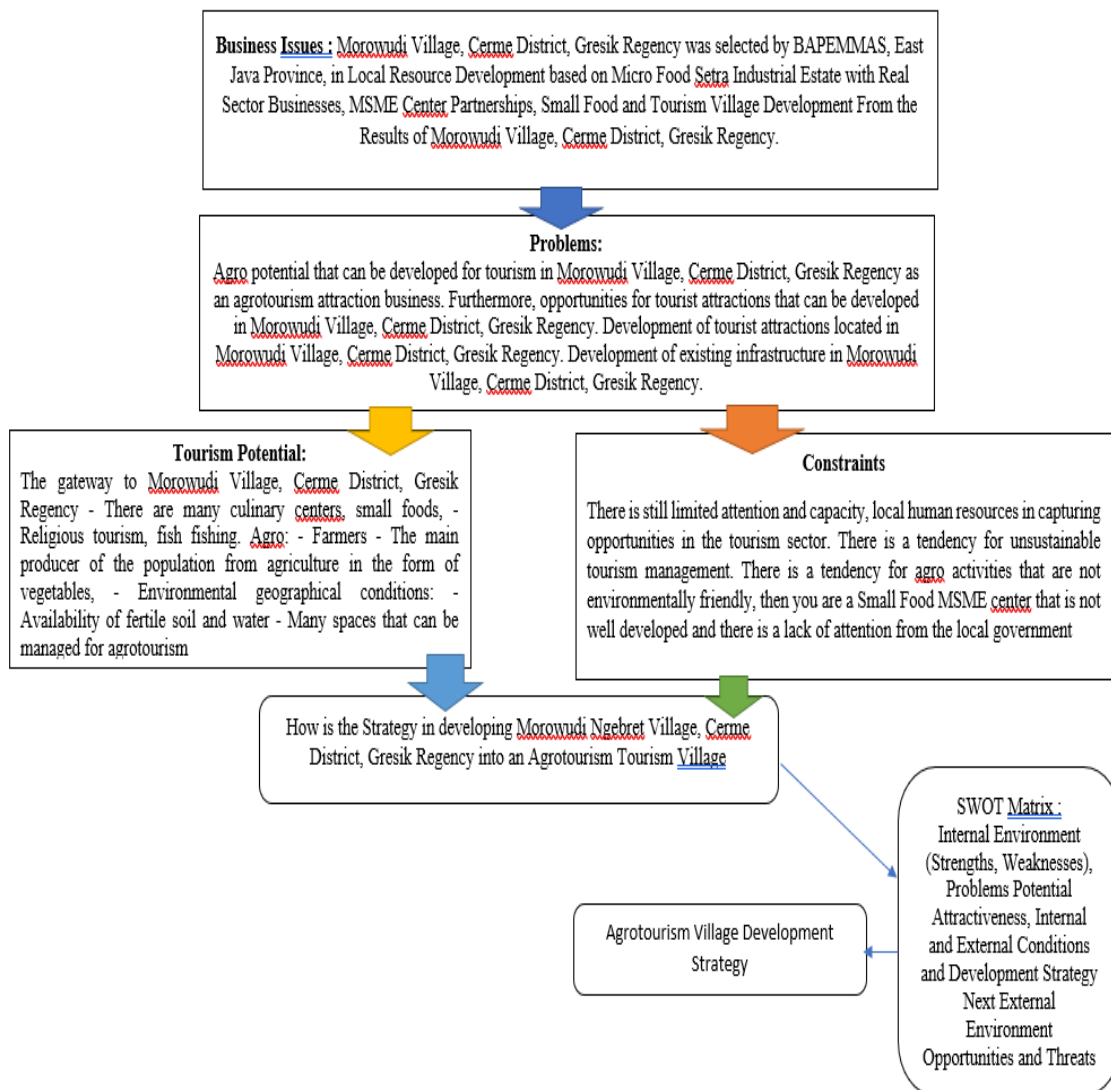 Business Issues : Morowudi Village, Cerme District, Gresik Regency was selected by BAPEMMAS, East
Java Province, in Local Resource Development based on Micro Food Setra Industrial Estate with Real
Sector Businesses, MSME Center Partnerships, Small Food and Tourism Village Development From the
Results of Morowudi Village, Cerme District, Gresik Regency.
Problems:
Agro potential that can be developed for tourism in Morowudi Village, Cerme District, Gresik Regency as
an agrotourism attraction business. Furthermore, opportunities for tourist attractions that can be developed
in Morowudi Village, Cerme District, Gresik Regency. Development of tourist attractions located in
Morowudi Village, Cerme District, Gresik Regency. Development of existing infrastructure in Morowudi
Village, Cerme District, Gresik Regency.
Tourism Potential:
The gateway to Morowudi Village, Cerme District, Gresik
Regency - There are many culinary centers, small foods, -
Religious tourism, fish fishing. Agro: - Farmers - The main
producer of the population from agriculture in the form of
vegetables, - Environmental geographical conditions: -
Availability of fertile soil and water - Many spaces that can be
managed for agrotourism
Constraints
There is still limited attention and capacity, local human resources in capturing
opportunities in the tourism sector. There is a tendency for unsustainable
tourism management. There is a tendency for agro activities that are not
environmentally friendly, then you are a Small Food MSME center that is not
well developed and there is a lack of attention from the local government
How is the Strategy in developing Morowudi Ngebret Village, Cerme
District, Gresik Regency into an Agrotourism Tourism Village
SWOT Matrix :
Internal Environment
(Strengths, Weaknesses),
Problems Potential
Attractiveness, Internal
and External Conditions
and Development Strategy
Next External
Environment
Opportunities and Threats
Agrotourism Village Development
Strategy